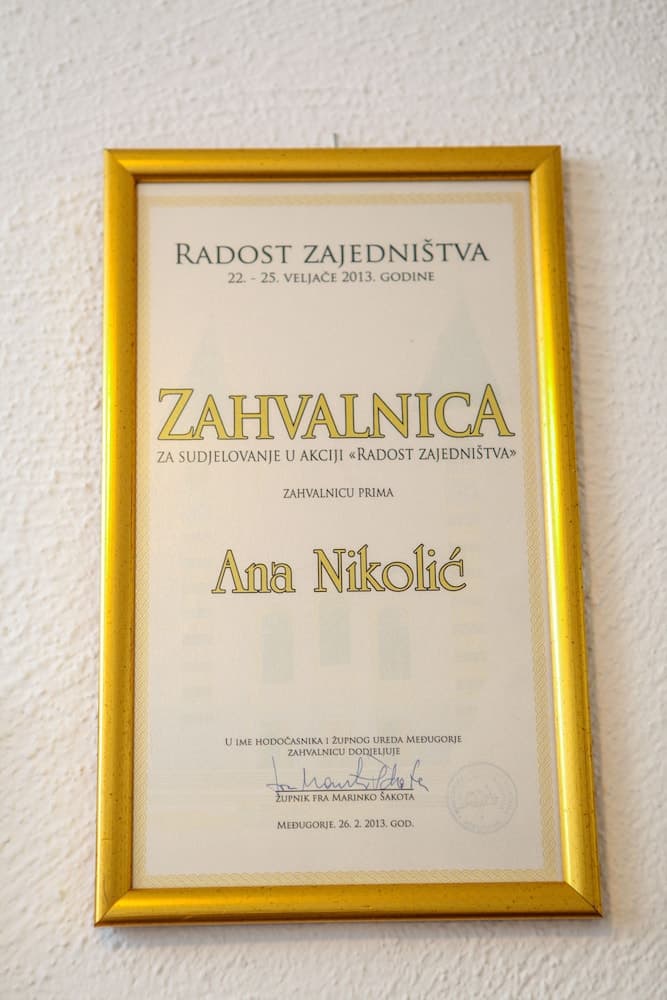 RADOST ZAJEDNIŠTVA
22. - 25. VELJAČE 2013. GODINE
ZAHVALNICA
ZA SUDJELOVANJE U AKCIJI «RADOST ZAJEDNIŠTVA»
ZAHVALNICU PRIMA
Ana Nikolić
U IME HODOČASNIKA I ŽUPNOG UREDA MEĐUGORJE
ZAHVALNICU DODJELJUJE
ŽUPNIK FRA MARINKO ŠAKOTA
MEĐUGORJE, 26. 2. 2013. GOD.